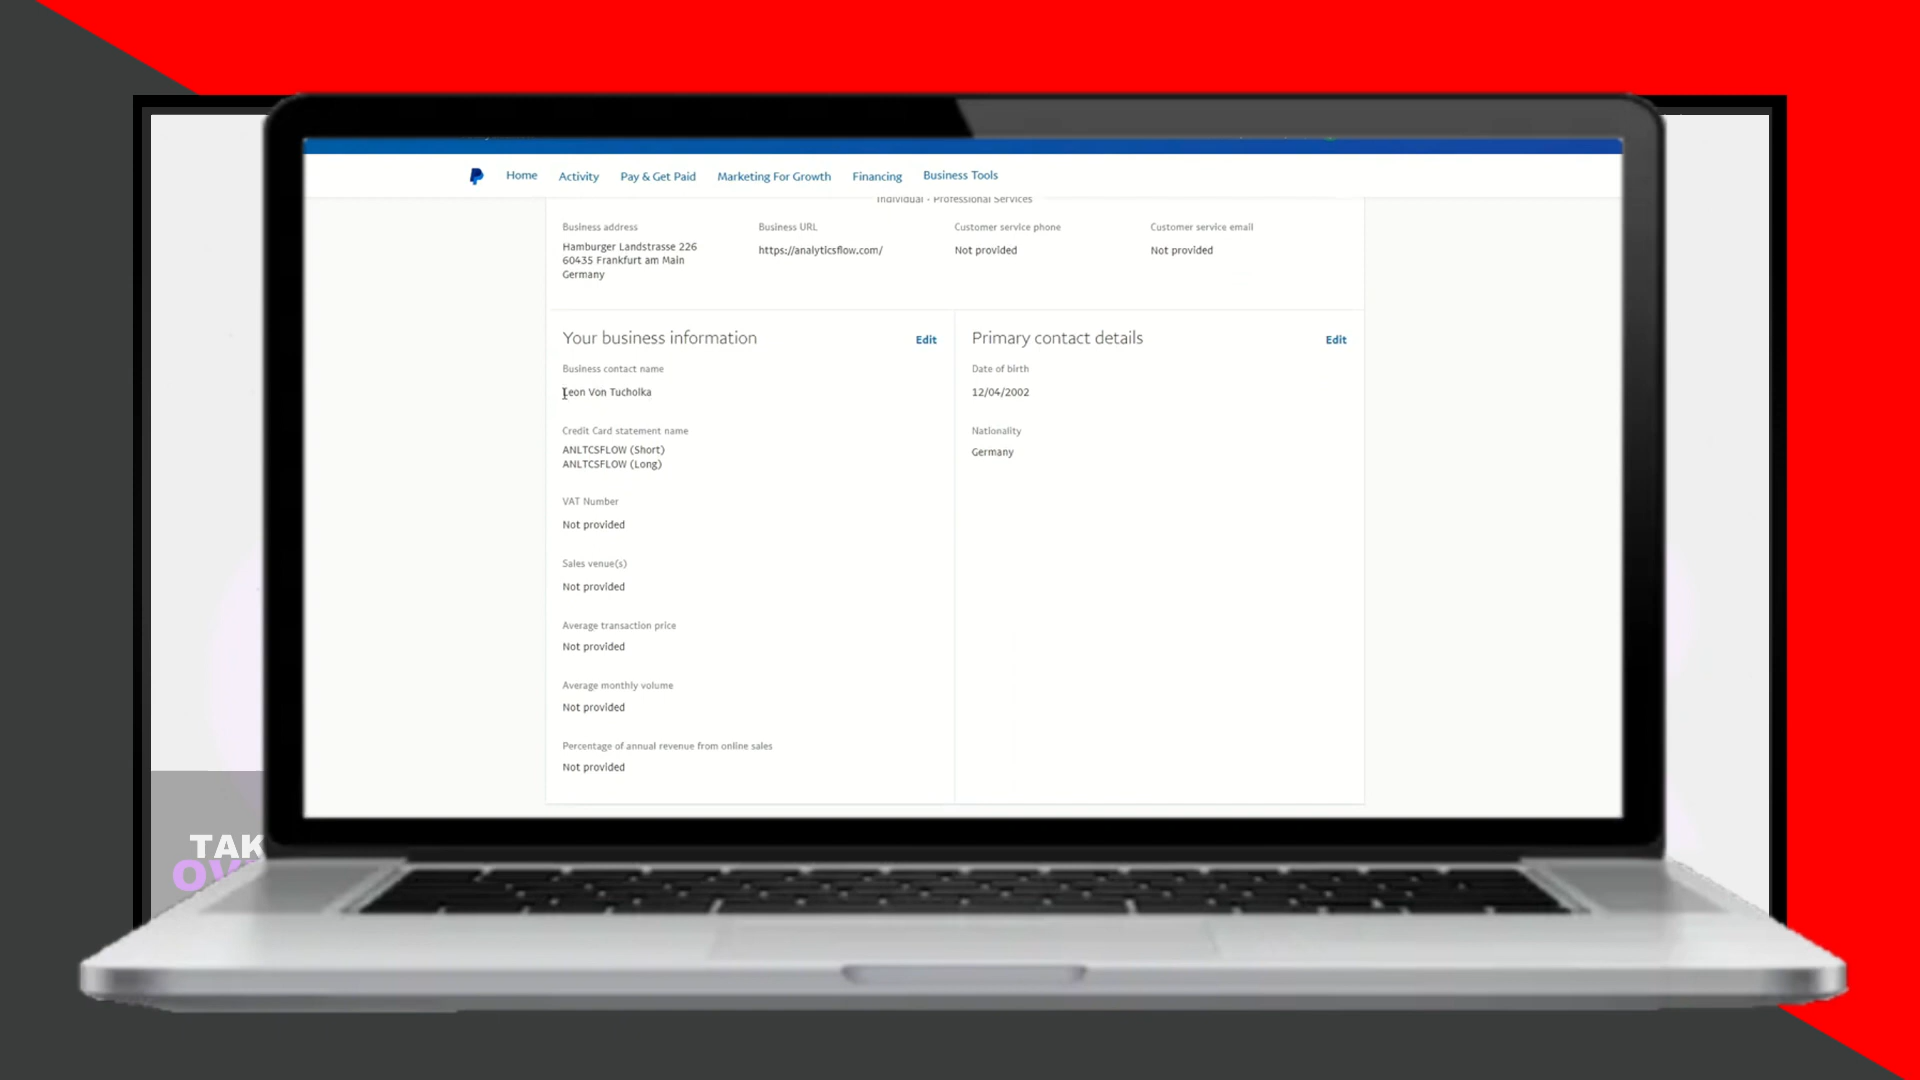 Home Activity Pay & Get Paid Marketing For Growth Financing Business Tools
Individual - Professional Services
Business address Business URL Customer service phone Customer service email
Hamburger Landstrasse 226 https://analyticsflow.com/ Not provided Not provided
60435 Frankfurt am Main
Germany
Your business information Edit
Business contact name
Leon Von Tucholka
Credit Card statement name
ANLTCSFLOW (Short)
ANLTCSFLOW (Long)
VAT Number
Not provided
Sales venue(s)
Not provided
Average transaction price
Not provided
Average monthly volume
Not provided
Percentage of annual revenue from online sales
Not provided
Primary contact details Edit
Date of birth
12/04/2002
Nationality
Germany
TAK